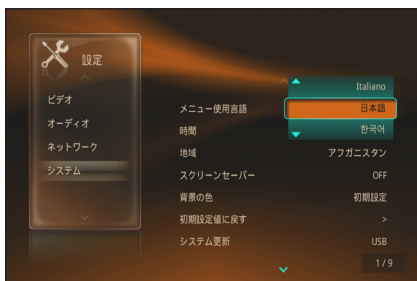 設定
ビデオ
オーディオ
ネットワーク
システム
Italiano
メニュー使用言語 日本語
時間 한국어
地域 アフガニスタン
スクリーンセーバー OFF
背景の色 初期設定
初期設定値に戻す >
システム更新 USB
1/9